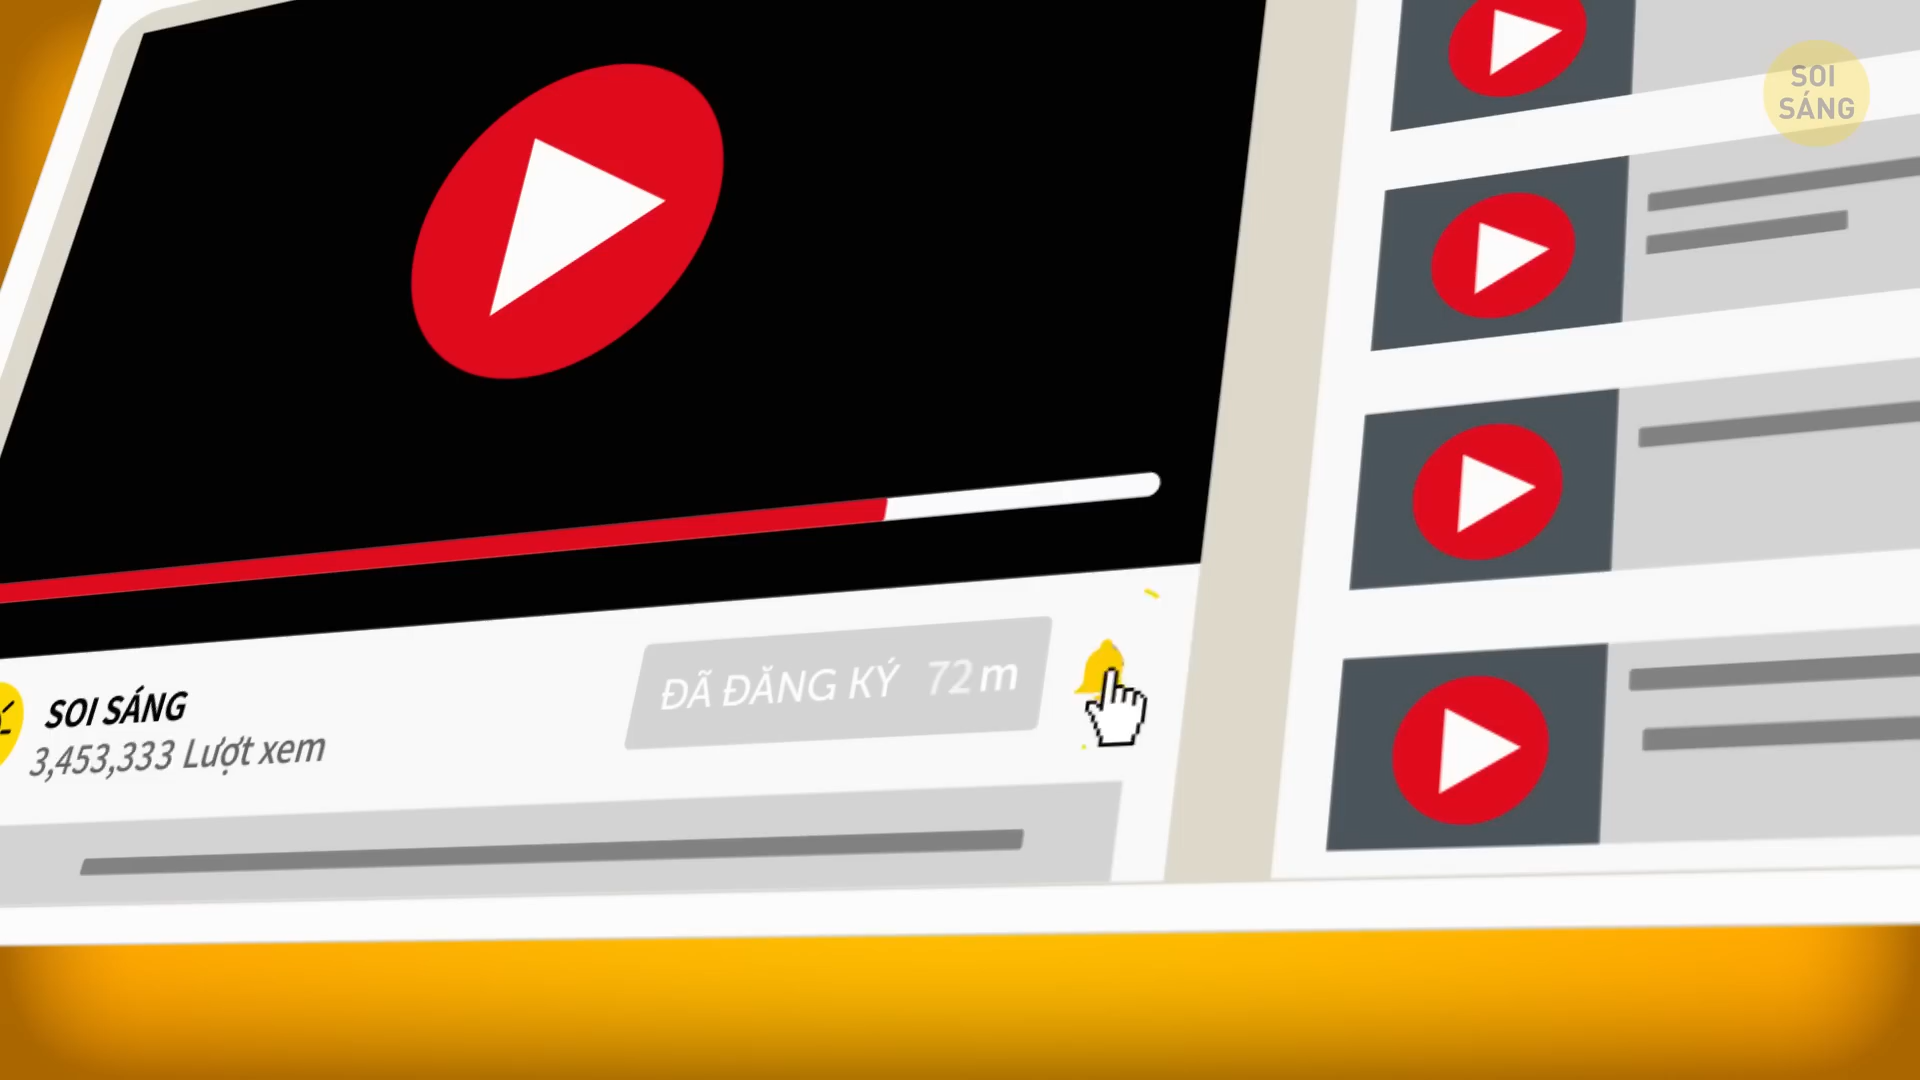 SOI
SÁNG
ĐÃ ĐĂNG KÝ 72m
SOI SÁNG
3,453,333 Lượt xem